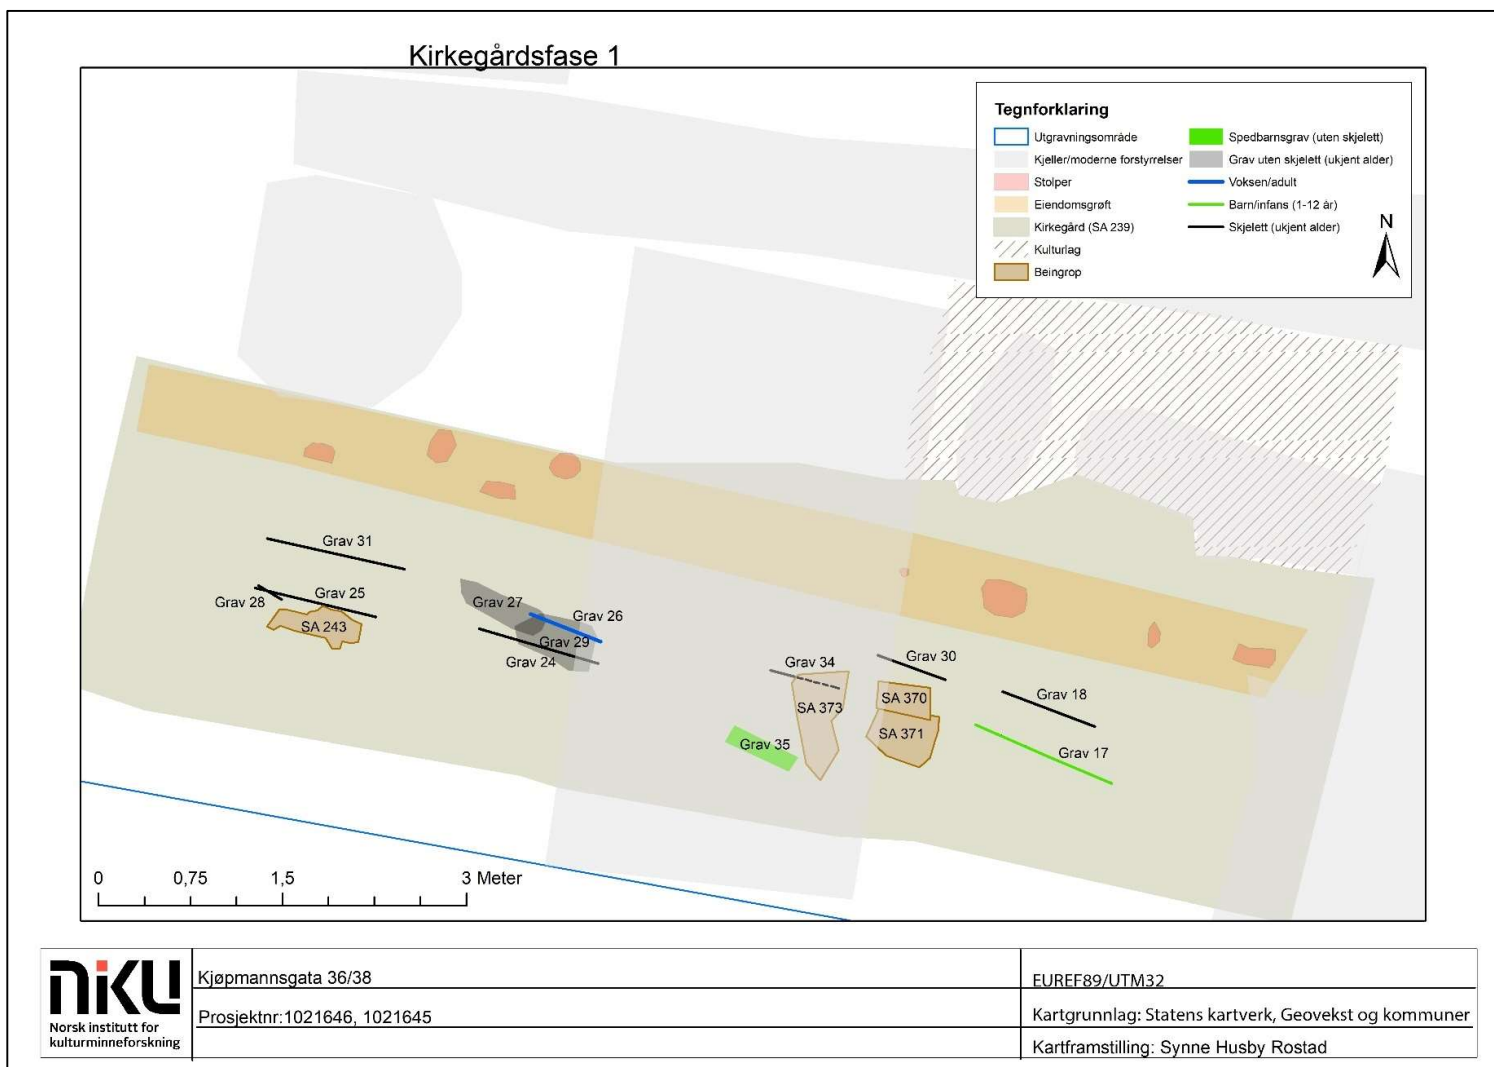 Kirkegårdsfase 1
Tegnforklaring
Utgravningsområde
Kjeller/moderne forstyrrelser
Stolper
Eiendomsgrøft
Kirkegård (SA 239)
Kulturlag
Beingrop
Spedbarnsgrav (uten skjelett)
Grav uten skjelett (ukjent alder)
Voksen/adult
Barn/infans (1-12 år)
Skjelett (ukjent alder)
N
Grav 31
Grav 25
Grav 28
SA 243
Grav 27
Grav 26
Grav 29
Grav 24
Grav 34
Grav 30
SA 373
SA 370
SA 371
Grav 18
Grav 35
Grav 17
0 0,75 1,5 3 Meter
NIKU
Norsk institutt for
kulturminneforskning
Kjøpmannsgata 36/38
Prosjektnr:1021646, 1021645
EUREF89/UTM32
Kartgrunnlag: Statens kartverk, Geovekst og kommuner
Kartframstilling: Synne Husby Rostad